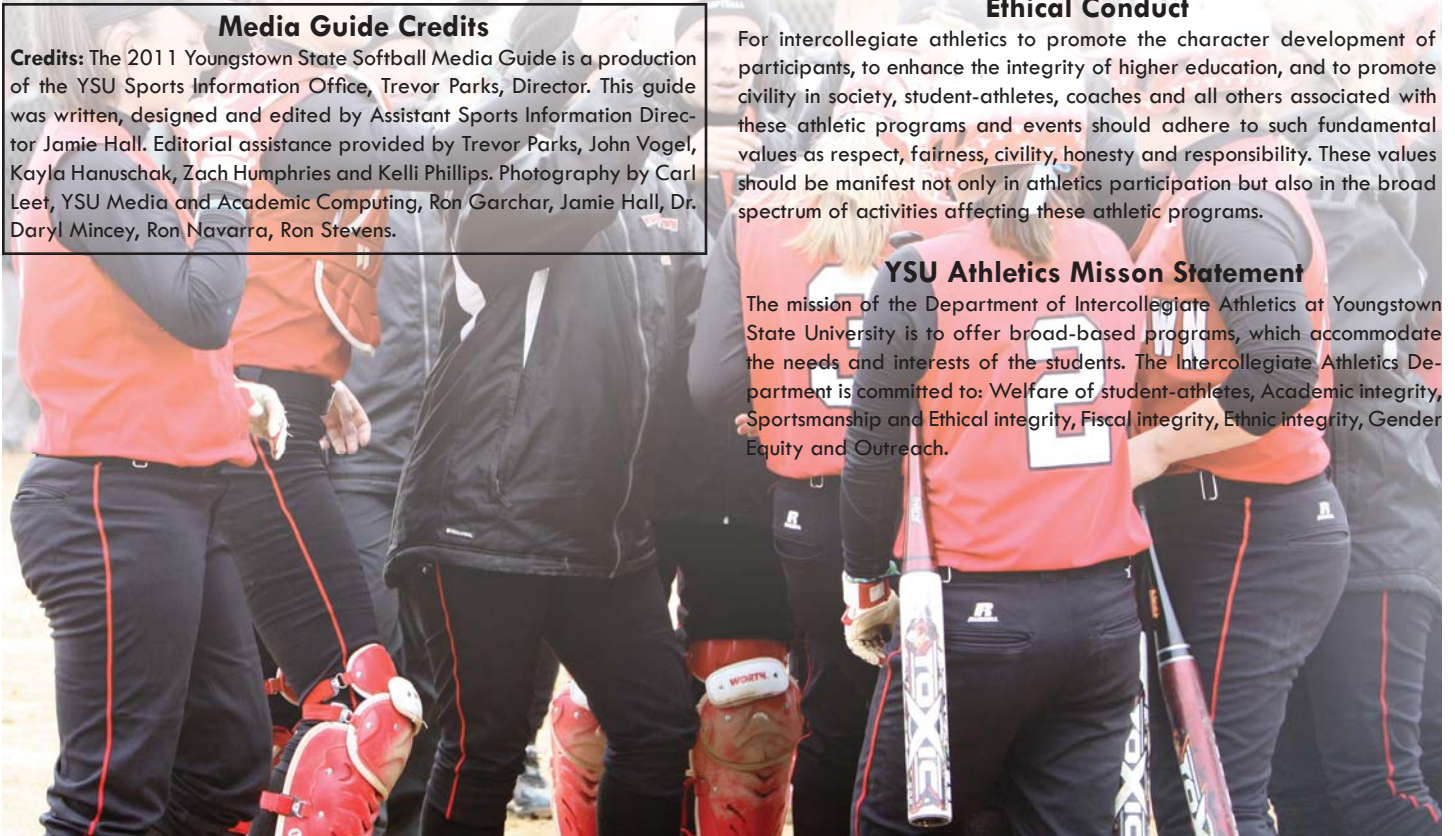 Media Guide Credits
Credits: The 2011 Youngstown State Softball Media Guide is a production
of the YSU Sports Information Office, Trevor Parks, Director. This guide
was written, designed and edited by Assistant Sports Information Direc-
tor Jamie Hall. Editorial assistance provided by Trevor Parks, John Vogel,
Kayla Hanuschak, Zach Humphries and Kelli Phillips. Photography by Carl
Leet, YSU Media and Academic Computing, Ron Garchar, Jamie Hall, Dr.
Daryl Mincey, Ron Navarra, Ron Stevens.
Ethical Conduct
For intercollegiate athletics to promote the character development of
participants, to enhance the integrity of higher education, and to promote
civility in society, student-athletes, coaches and all others associated with
these athletic programs and events should adhere to such fundamental
values as respect, fairness, civility, honesty and responsibility. These values
should be manifest not only in athletics participation but also in the broad
spectrum of activities affecting these athletic programs.
YSU Athletics Misson Statement
The mission of the Department of Intercollegiate Athletics at Youngstown
State University is to offer broad-based programs, which accommodate
the needs and interests of the students. The Intercollegiate Athletics De-
partment is committed to: Welfare of student-athletes, Academic integrity,
Sportsmanship and Ethical integrity, Fiscal integrity, Ethnic integrity, Gender
Equity and Outreach.
3
2
R
R
R
WORTH
TOXIC
TOXIC